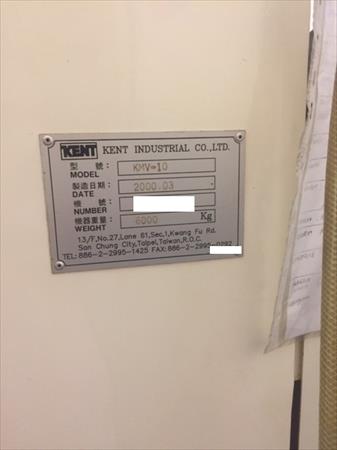 KENT KENT INDUSTRIAL CO.,LTD.
型 號: KMV-10
MODEL
製造日期: 2000.03
DATE
機 號:
NUMBER
機器重量: 6000 Kg
WEIGHT
13/F,No.27,Lane 61,Sec,1,Kwang Fu Rd.
San Chung City,Taipei,Taiwan,R.O.C.
TEL:886-2-2995-1425 FAX:886-2-2995-0282